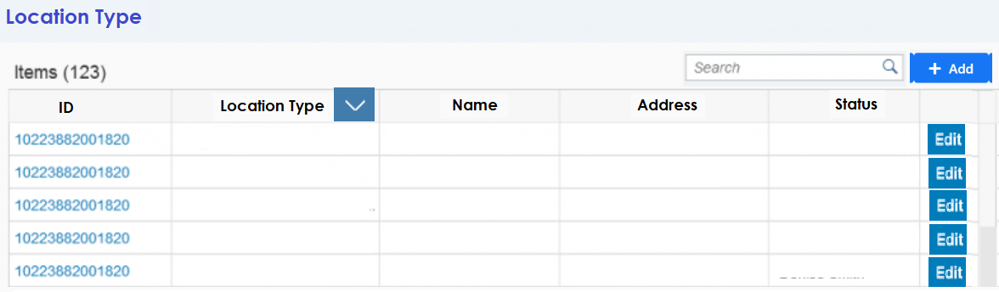 Location Type
Items (123)
Search
+ Add
ID Location Type Name Address Status
10223882001820 Edit
10223882001820 Edit
10223882001820 Edit
10223882001820 Edit
10223882001820 Edit